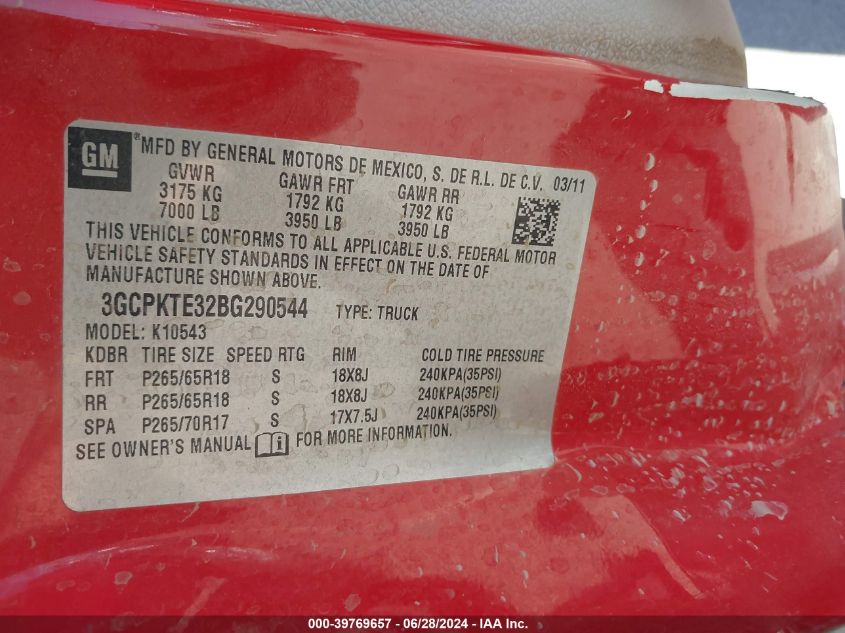 GM
®MFD BY GENERAL MOTORS DE MEXICO, S. DE R.L. DE C.V. 03/11
GVWR GAWR FRT GAWR RR
3175 KG 1792 KG 1792 KG
7000 LB 3950 LB 3950 LB
THIS VEHICLE CONFORMS TO ALL APPLICABLE U.S. FEDERAL MOTOR
VEHICLE SAFETY STANDARDS IN EFFECT ON THE DATE OF
MANUFACTURE SHOWN ABOVE.
3GCPKTE32BG290544 TYPE: TRUCK
MODEL: K10543
KDBR TIRE SIZE SPEED RTG RIM COLD TIRE PRESSURE
FRT P265/65R18 S 18X8J 240KPA(35PSI)
RR P265/65R18 S 18X8J 240KPA(35PSI)
SPA P265/70R17 S 17X7.5J 240KPA(35PSI)
SEE OWNER'S MANUAL FOR MORE INFORMATION.
000-39769657 - 06/28/2024 - IAA Inc.